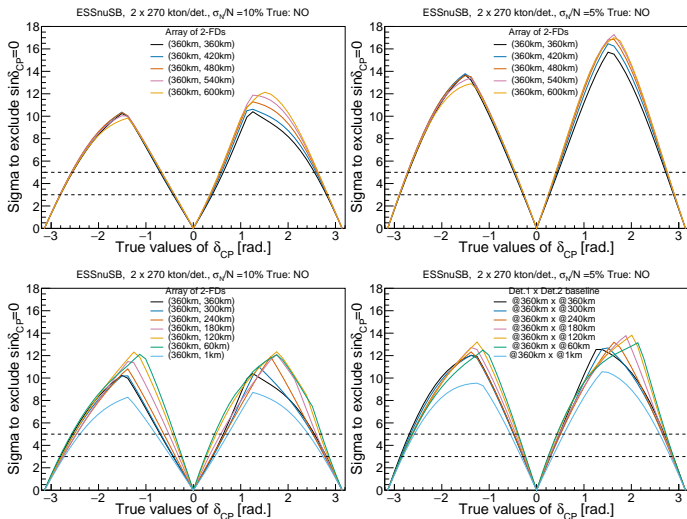 ESSnuSB, 2 x 270 kton/det., σN/N =10% True: NO
Array of 2-FDs
(360km, 360km)
(360km, 420km)
(360km, 480km)
(360km, 540km)
(360km, 600km)
Sigma to exclude sinδCP=0
18
16
14
12
10
8
6
4
2
0
−3 −2 −1 0 1 2 3
True values of δCP [rad.]
ESSnuSB, 2 x 270 kton/det., σN/N =5% True: NO
Array of 2-FDs
(360km, 360km)
(360km, 420km)
(360km, 480km)
(360km, 540km)
(360km, 600km)
Sigma to exclude sinδCP=0
18
16
14
12
10
8
6
4
2
0
−3 −2 −1 0 1 2 3
True values of δCP [rad.]
ESSnuSB, 2 x 270 kton/det., σN/N =10% True: NO
Array of 2-FDs
(360km, 360km)
(360km, 300km)
(360km, 240km)
(360km, 180km)
(360km, 120km)
(360km, 60km)
(360km, 1km)
Sigma to exclude sinδCP=0
18
16
14
12
10
8
6
4
2
0
−3 −2 −1 0 1 2 3
True values of δCP [rad.]
ESSnuSB, 2 x 270 kton/det., σN/N =5% True: NO
Det.1 x Det.2 baseline
@360km x @360km
@360km x @300km
@360km x @240km
@360km x @180km
@360km x @120km
@360km x @60km
@360km x @1km
Sigma to exclude sinδCP=0
18
16
14
12
10
8
6
4
2
0
−3 −2 −1 0 1 2 3
True values of δCP [rad.]